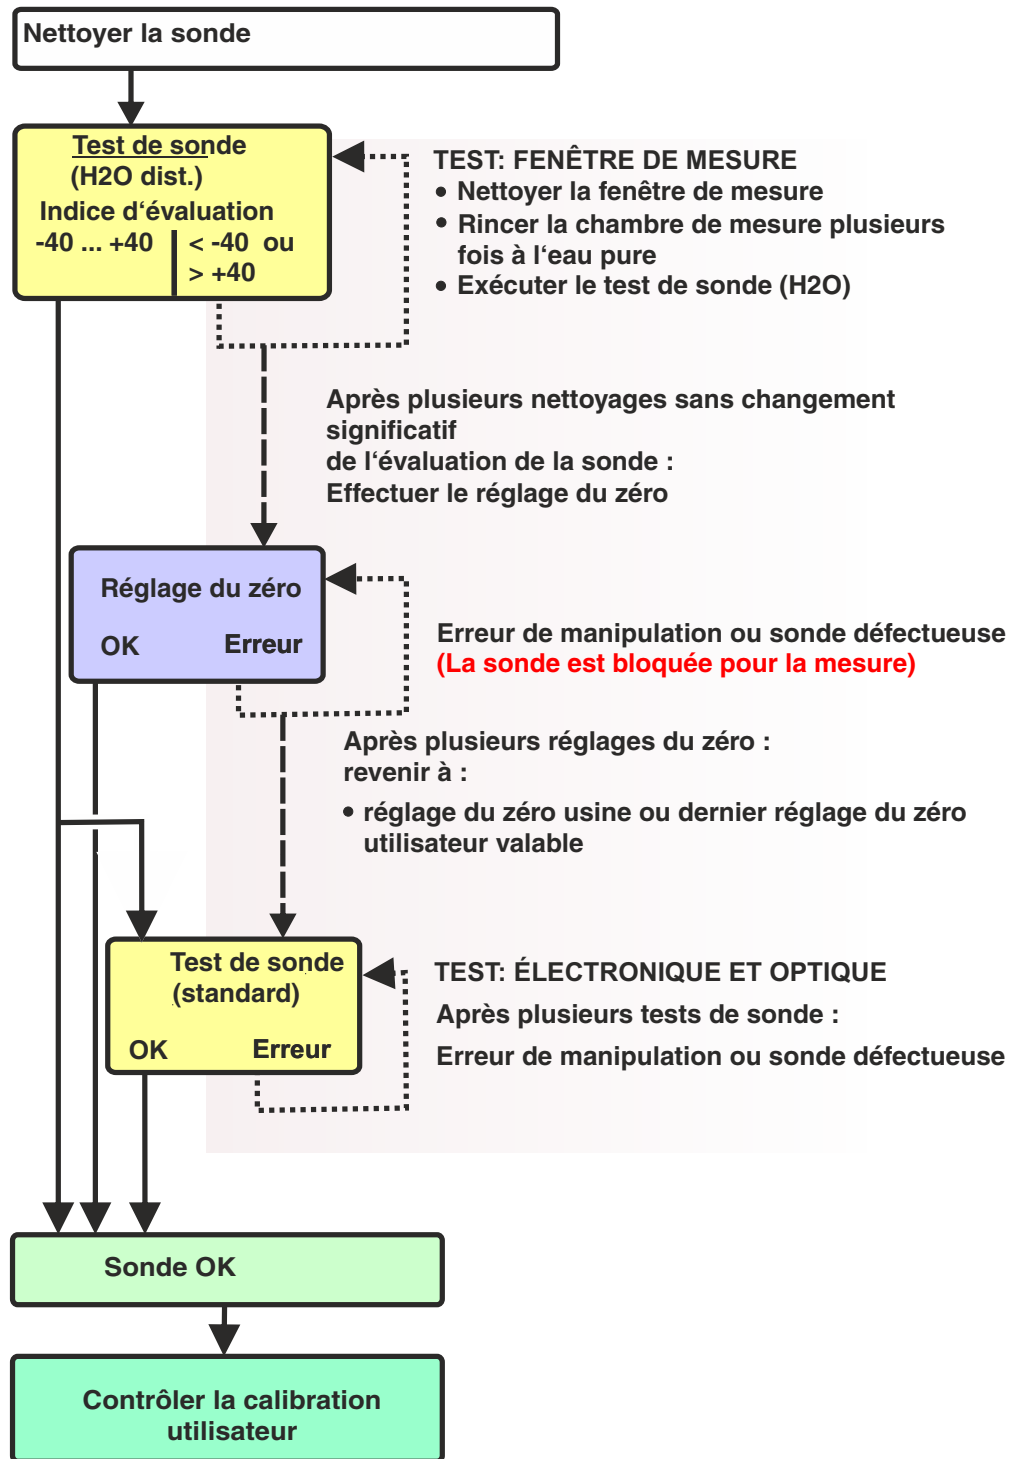 Nettoyer la sonde
Test de sonde
(H2O dist.)
Indice d‘évaluation
-40 ... +40
< -40 ou
> +40
TEST: FENÊTRE DE MESURE
• Nettoyer la fenêtre de mesure
• Rincer la chambre de mesure plusieurs
fois à l‘eau pure
• Exécuter le test de sonde (H2O)
Après plusieurs nettoyages sans changement
significatif
de l‘évaluation de la sonde :
Effectuer le réglage du zéro
Réglage du zéro
OK Erreur
Erreur de manipulation ou sonde défectueuse
(La sonde est bloquée pour la mesure)
Après plusieurs réglages du zéro :
revenir à :
• réglage du zéro usine ou dernier réglage du zéro
utilisateur valable
Test de sonde
(standard)
OK Erreur
TEST: ÉLECTRONIQUE ET OPTIQUE
Après plusieurs tests de sonde :
Erreur de manipulation ou sonde défectueuse
Sonde OK
Contrôler la calibration
utilisateur